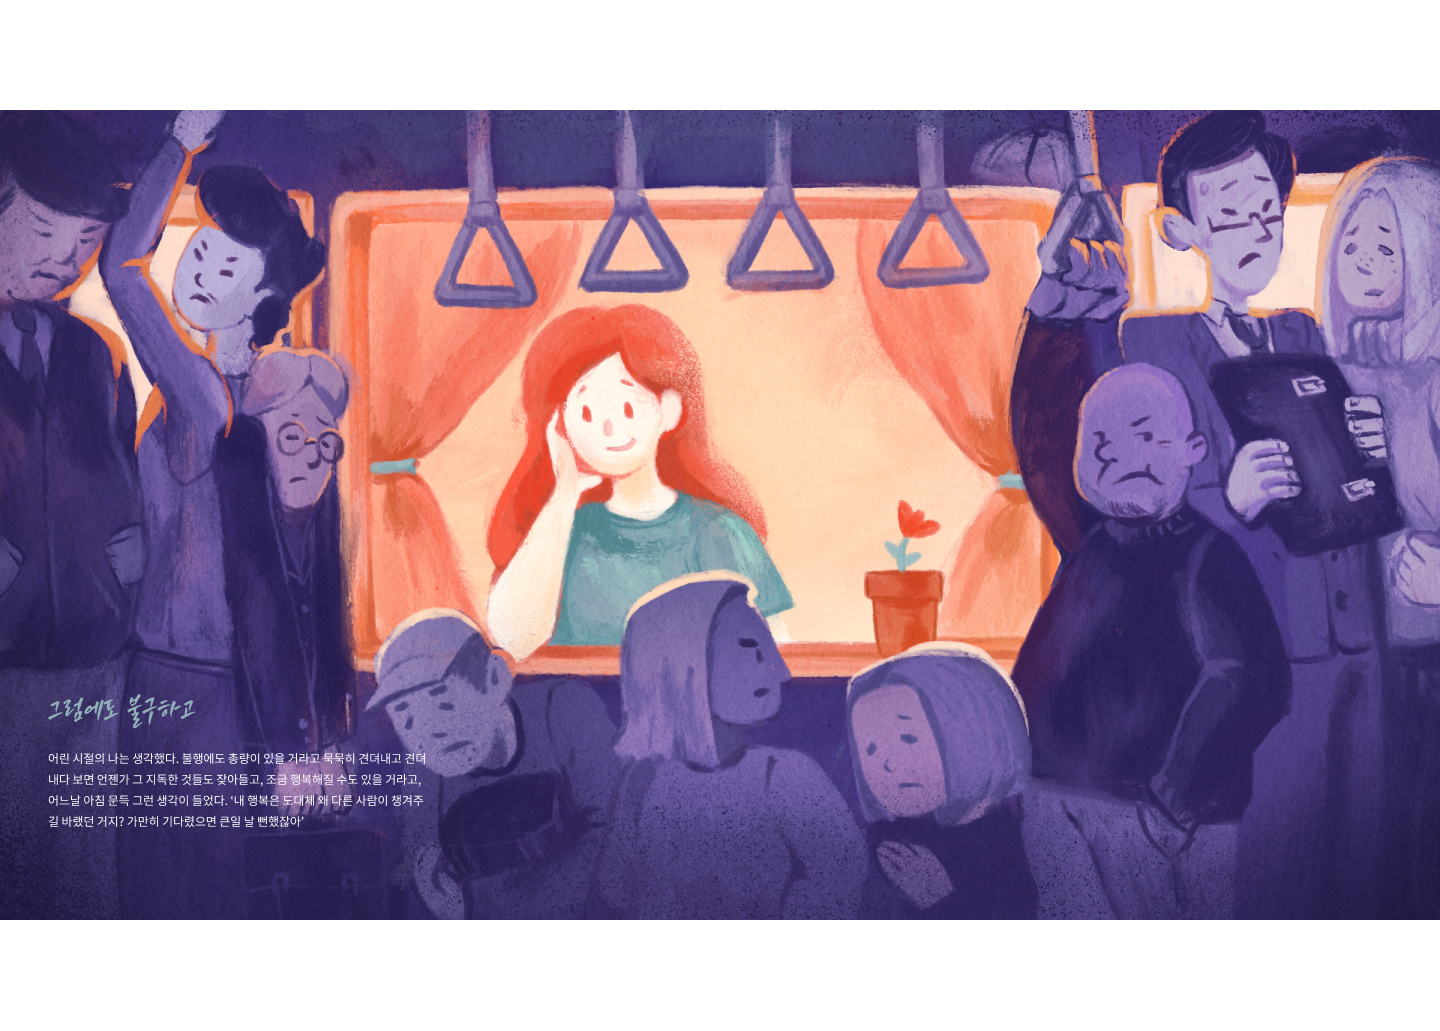 그럼에도 불구하고
어린 시절의 나는 생각했다. 불행에도 총량이 있을 거라고 묵묵히 견뎌내고 견뎌
내다 보면 언젠가 그 지독한 것들도 잦아들고, 조금 행복해질 수도 있을 거라고,
어느날 아침 문득 그런 생각이 들었다. ‘내 행복은 도대체 왜 다른 사람이 챙겨주
길 바랬던 거지? 가만히 기다렸으면 큰일 날 뻔했잖아’